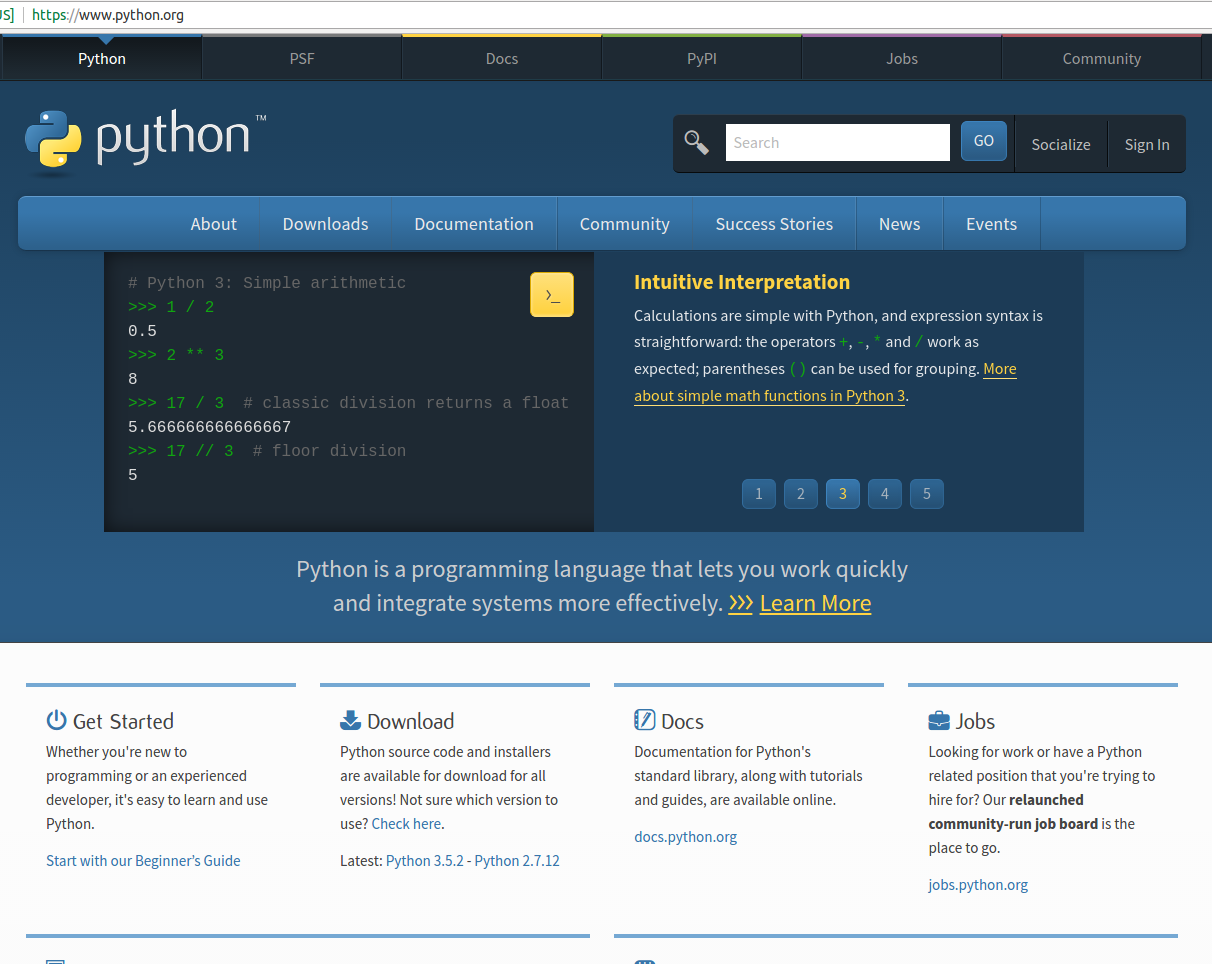 US] https://www.python.org
Python PSF Docs PyPI Jobs Community
python™
Search GO Socialize Sign In
About Downloads Documentation Community Success Stories News Events
# Python 3: Simple arithmetic
>>> 1 / 2
0.5
>>> 2 ** 3
8
>>> 17 / 3  # classic division returns a float
5.666666666666667
>>> 17 // 3  # floor division
5
>_
Intuitive Interpretation
Calculations are simple with Python, and expression syntax is
straightforward: the operators +, -, * and / work as
expected; parentheses () can be used for grouping. More
about simple math functions in Python 3.
1 2 3 4 5
Python is a programming language that lets you work quickly
and integrate systems more effectively. >>> Learn More
Get Started
Whether you're new to
programming or an experienced
developer, it's easy to learn and use
Python.
Start with our Beginner’s Guide
Download
Python source code and installers
are available for download for all
versions! Not sure which version to
use? Check here.
Latest: Python 3.5.2 - Python 2.7.12
Docs
Documentation for Python's
standard library, along with tutorials
and guides, are available online.
docs.python.org
Jobs
Looking for work or have a Python
related position that you're trying to
hire for? Our relaunched
community-run job board is the
place to go.
jobs.python.org